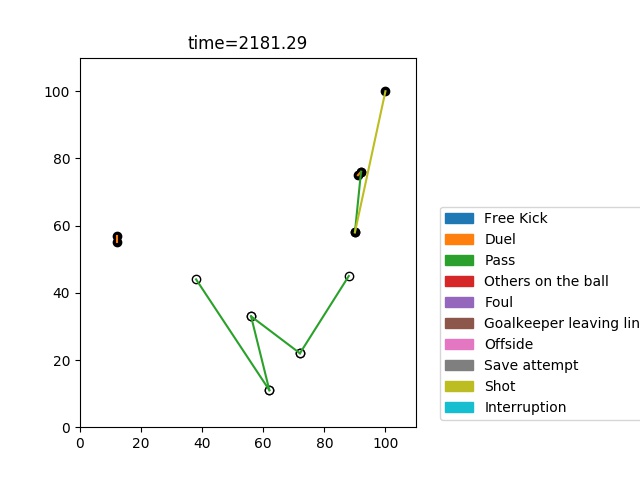 time=2181.29
100
80
60
40
20
0
0 20 40 60 80 100
Free Kick
Duel
Pass
Others on the ball
Foul
Goalkeeper leaving lin
Offside
Save attempt
Shot
Interruption